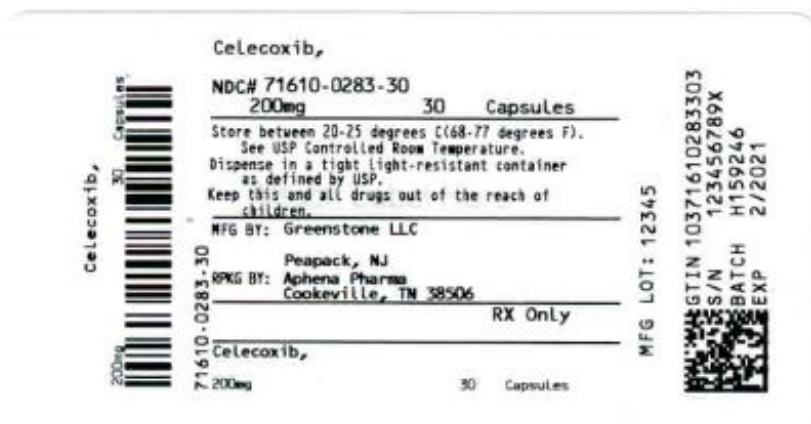 Celecoxib,
NDC# 71610-0283-30
200mg 30 Capsules
Store between 20-25 degrees C(68-77 degrees F).
See USP Controlled Room Temperature.
Dispense in a tight light-resistant container
as defined by USP.
Keep this and all drugs out of the reach of
children.
MFG BY: Greenstone LLC
Peapack, NJ
RPKG BY: Aphena Pharma
Cookeville, TN 38506
RX Only
Celecoxib,
200mg 30 Capsules
Celecoxib,
200mg 30 Capsules
71610-0283-30
MFG LOT: 12345
GTIN 10371610283303
S/N 123456789X
BATCH H159246
EXP 2/2021